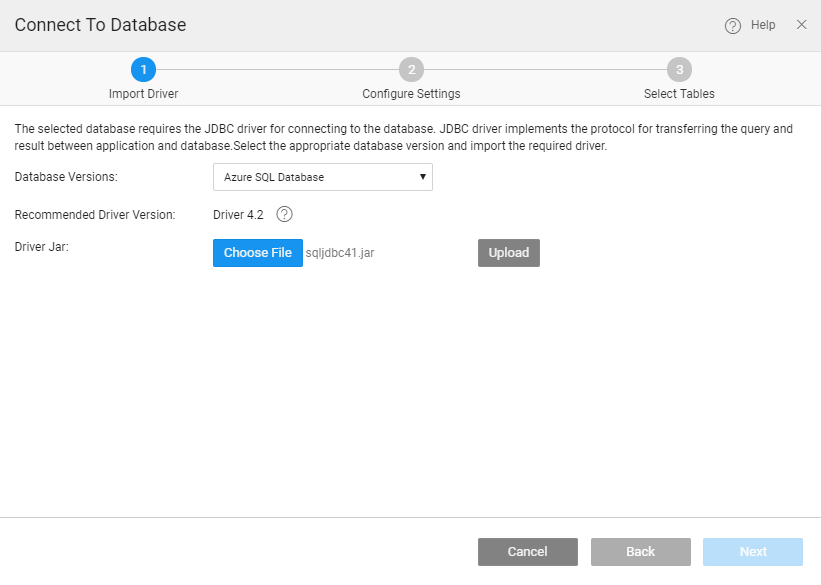 Connect To Database
? Help ×
1 2 3
Import Driver Configure Settings Select Tables
The selected database requires the JDBC driver for connecting to the database. JDBC driver implements the protocol for transferring the query and
result between application and database.Select the appropriate database version and import the required driver.
Database Versions: Azure SQL Database
Recommended Driver Version: Driver 4.2 ?
Driver Jar: Choose File sqljdbc41.jar Upload
Cancel Back Next